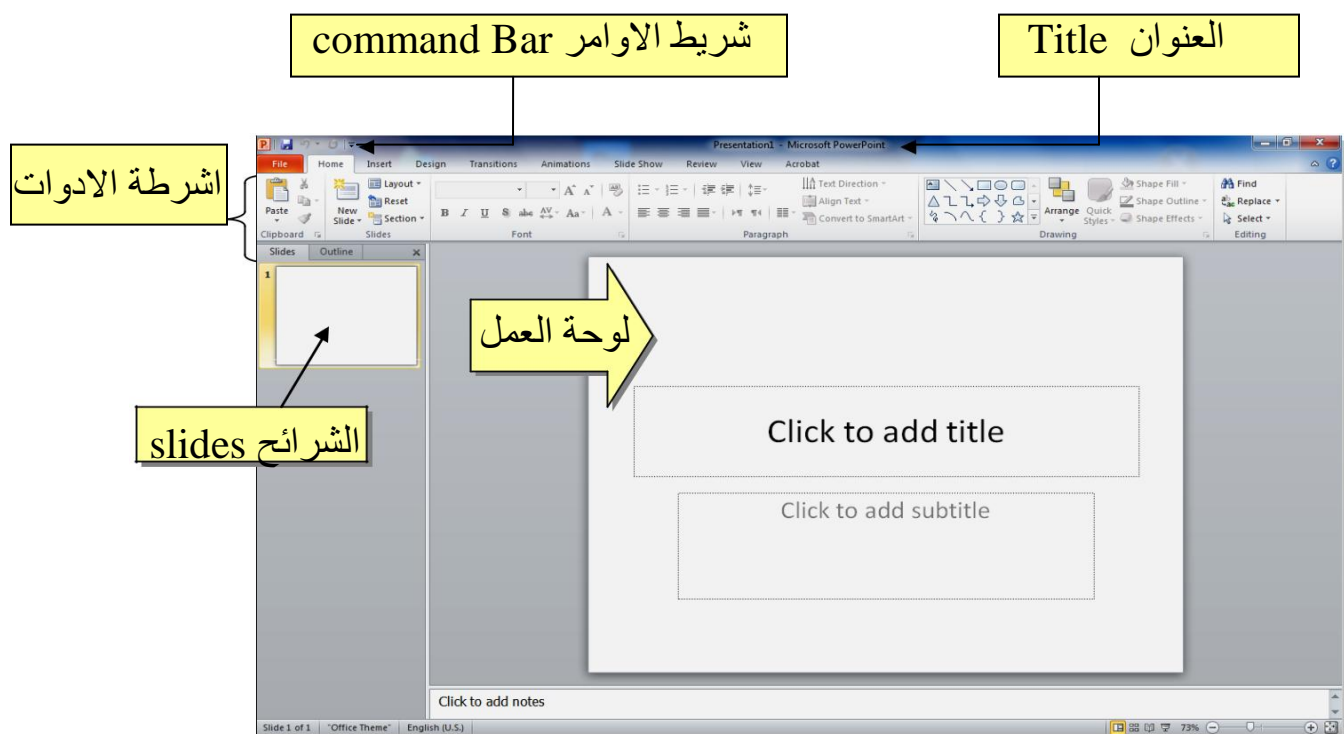 شريط الاوامر command Bar
العنوان Title
Presentation1 - Microsoft PowerPoint
File Home Insert Design Transitions Animations Slide Show Review View Acrobat
اشرطة الادوات
Paste
New Slide
Layout
Reset
Section
B I U S abc AV Aa A
Text Direction
Align Text
Convert to SmartArt
Arrange
Quick Styles
Shape Fill
Shape Outline
Shape Effects
Find
Replace
Select
Clipboard Slides Font Paragraph Drawing Editing
Slides Outline
1
لوحة العمل
الشرائح slides
Click to add title
Click to add subtitle
Click to add notes
Slide 1 of 1 "Office Theme" English (U.S.) 73%